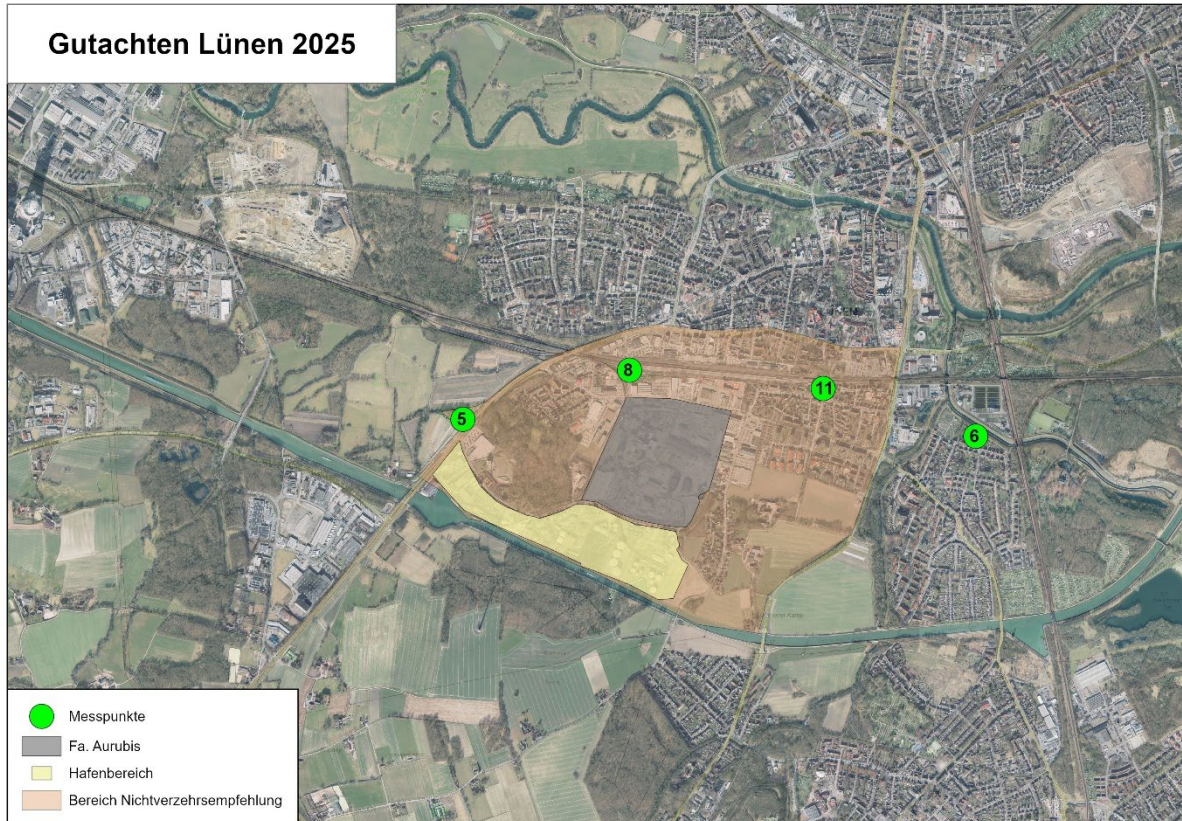 Gutachten Lünen 2025
8
11
5
6
Messpunkte
Fa. Aurubis
Hafenbereich
Bereich Nichtverzehrsempfehlung